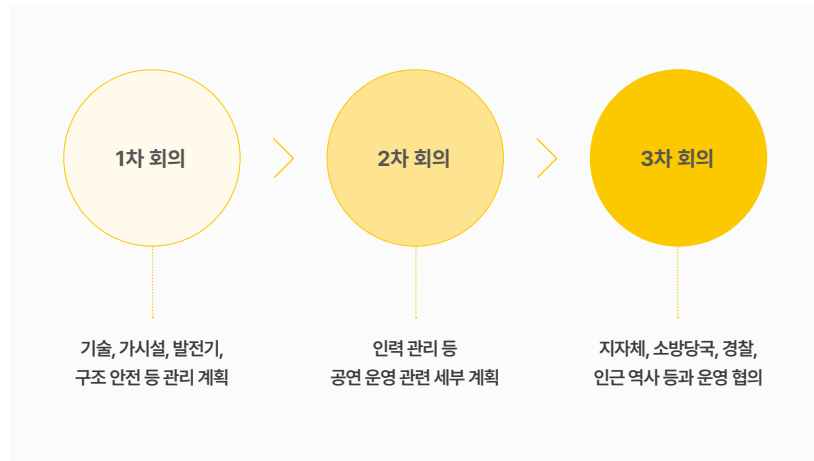 1차 회의
2차 회의
3차 회의
기술, 가시설, 발전기,
구조 안전 등 관리 계획
인력 관리 등
공연 운영 관련 세부 계획
지자체, 소방당국, 경찰,
인근 역사 등과 운영 협의